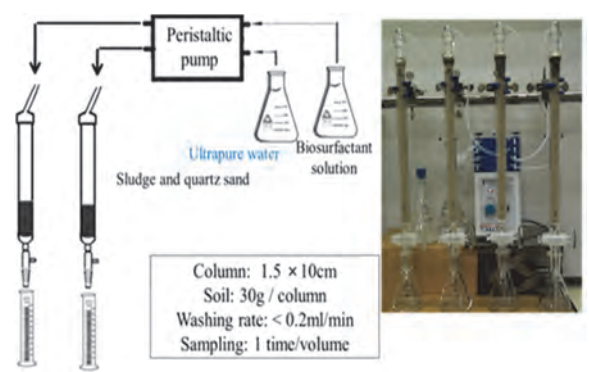 Peristaltic
pump
Ultrapure water
Biosurfactant
solution
Sludge and quartz sand
Column: 1.5 × 10cm
Soil: 30g / column
Washing rate: < 0.2ml/min
Sampling: 1 time/volume